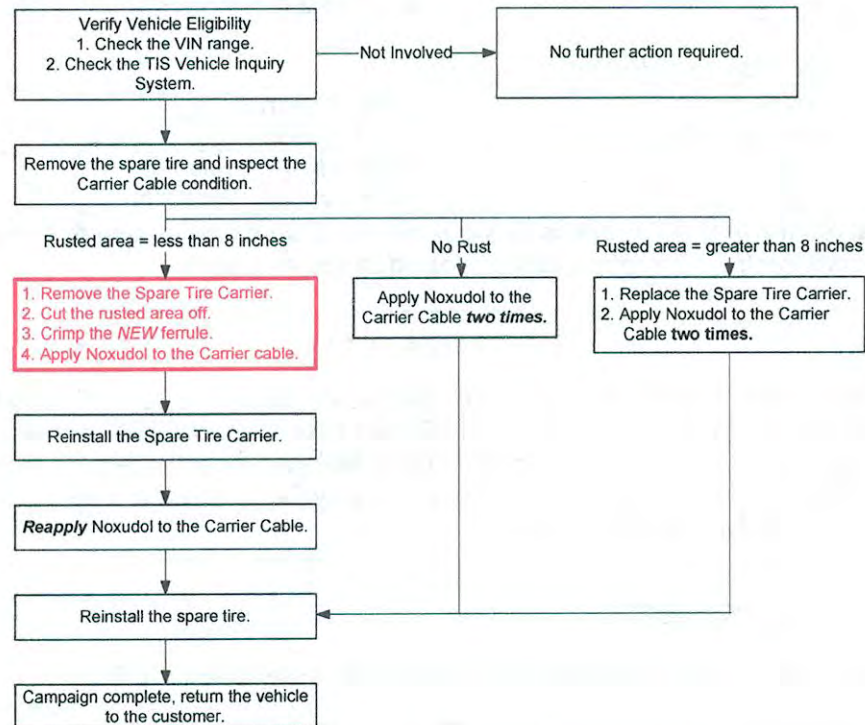 Verify Vehicle Eligibility
1. Check the VIN range.
2. Check the TIS Vehicle Inquiry
System.
Not Involved
No further action required.
Remove the spare tire and inspect the
Carrier Cable condition.
Rusted area = less than 8 inches
No Rust
Rusted area = greater than 8 inches
1. Remove the Spare Tire Carrier.
2. Cut the rusted area off.
3. Crimp the NEW ferrule.
4. Apply Noxudol to the Carrier cable.
Apply Noxudol to the
Carrier Cable two times.
1. Replace the Spare Tire Carrier.
2. Apply Noxudol to the Carrier
Cable two times.
Reinstall the Spare Tire Carrier.
Reapply Noxudol to the Carrier Cable.
Reinstall the spare tire.
Campaign complete, return the vehicle
to the customer.